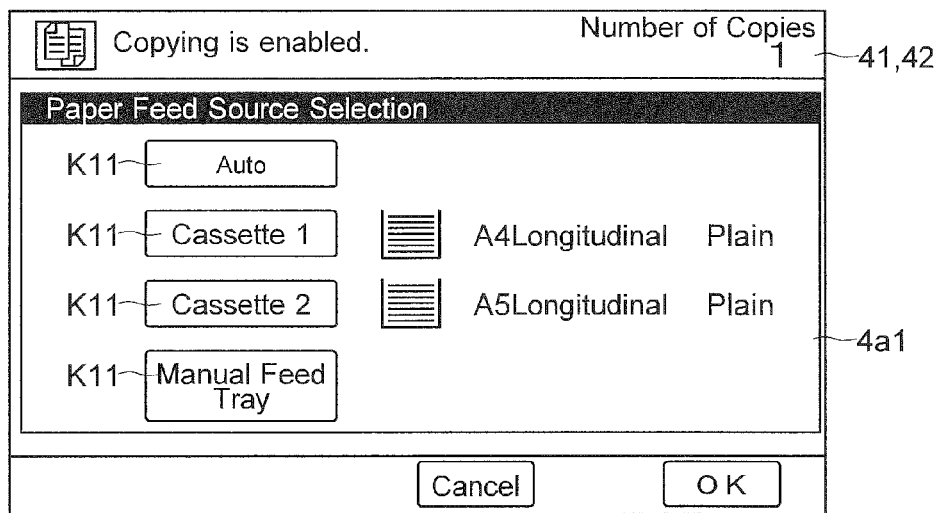 Copying is enabled.
Number of Copies
1
41,42
Paper Feed Source Selection
K11 Auto
K11 Cassette 1 A4Longitudinal Plain
K11 Cassette 2 A5Longitudinal Plain
4a1
K11 Manual Feed
Tray
Cancel OK